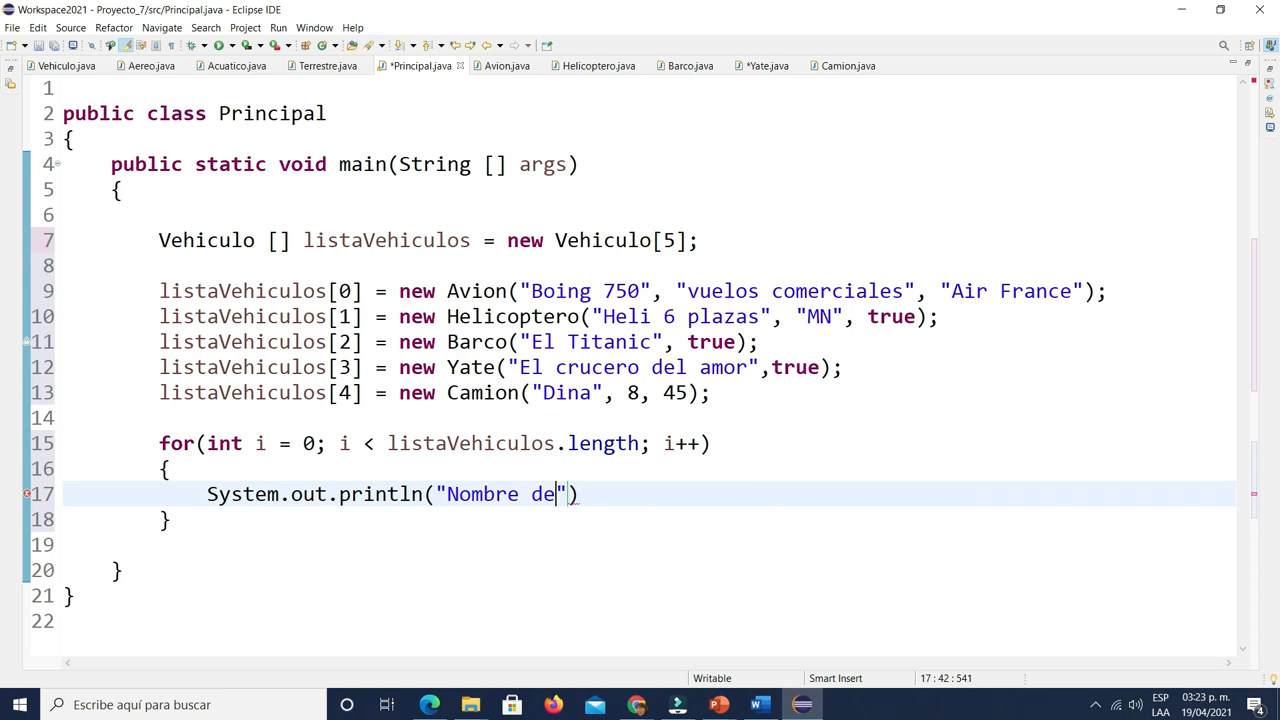 Workspace2021 - Proyecto_7/src/Principal.java - Eclipse IDE
File Edit Source Refactor Navigate Search Project Run Window Help
Vehiculo.java Aereo.java Acuatico.java Terrestre.java *Principal.java Avion.java Helicoptero.java Barco.java *Yate.java Camion.java
1
2 public class Principal
3 {
4 public static void main(String [] args)
5 {
6
7 Vehiculo [] listaVehiculos = new Vehiculo[5];
8
9 listaVehiculos[0] = new Avion("Boing 750", "vuelos comerciales", "Air France");
10 listaVehiculos[1] = new Helicoptero("Heli 6 plazas", "MN", true);
11 listaVehiculos[2] = new Barco("El Titanic", true);
12 listaVehiculos[3] = new Yate("El crucero del amor",true);
13 listaVehiculos[4] = new Camion("Dina", 8, 45);
14
15 for(int i = 0; i < listaVehiculos.length; i++)
16 {
17 System.out.println("Nombre de")
18 }
19
20 }
21 }
22
Writable Smart Insert 17 : 42 : 541
Escribe aquí para buscar
ESP 03:23 p. m.
LAA 19/04/2021 4